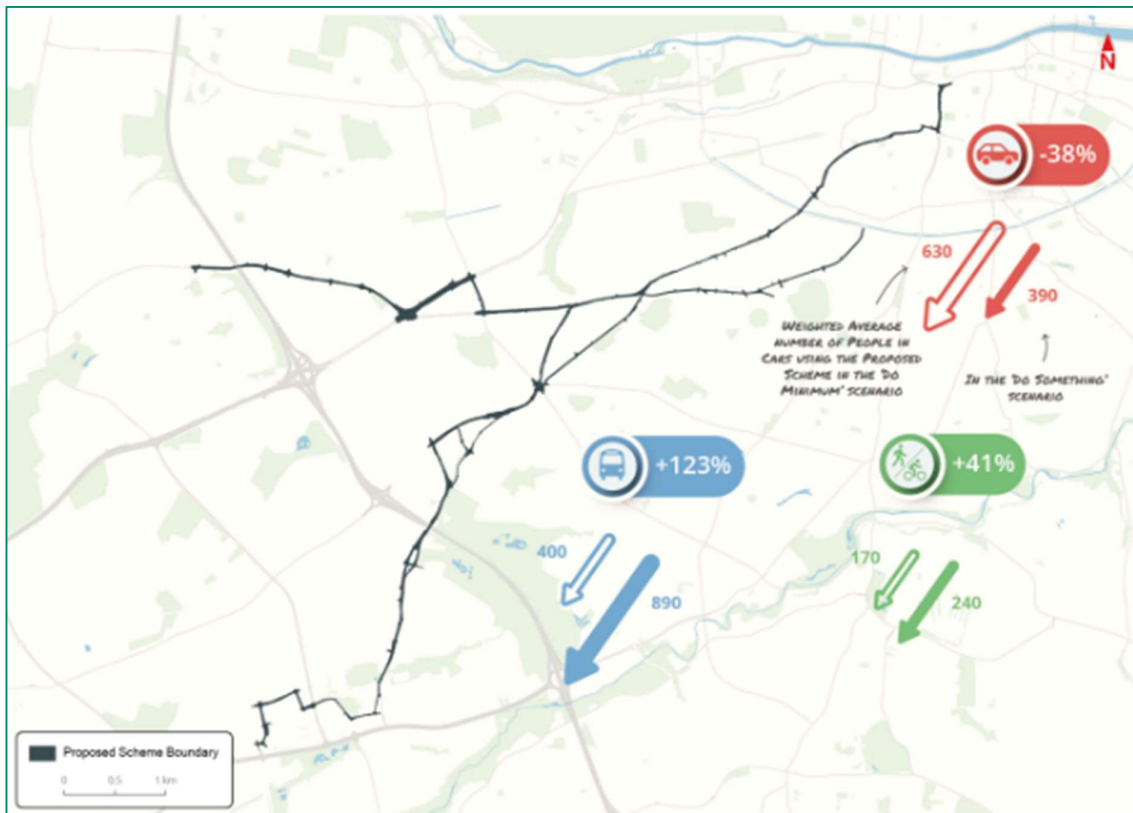 N
-38%
630
390
WEIGHTED AVERAGE
NUMBER OF PEOPLE IN
CARS USING THE PROPOSED
SCHEME IN THE 'DO
MINIMUM' SCENARIO
IN THE 'DO SOMETHING'
SCENARIO
+123%
+41%
400
890
170
240
Proposed Scheme Boundary
0 0.5 1 km